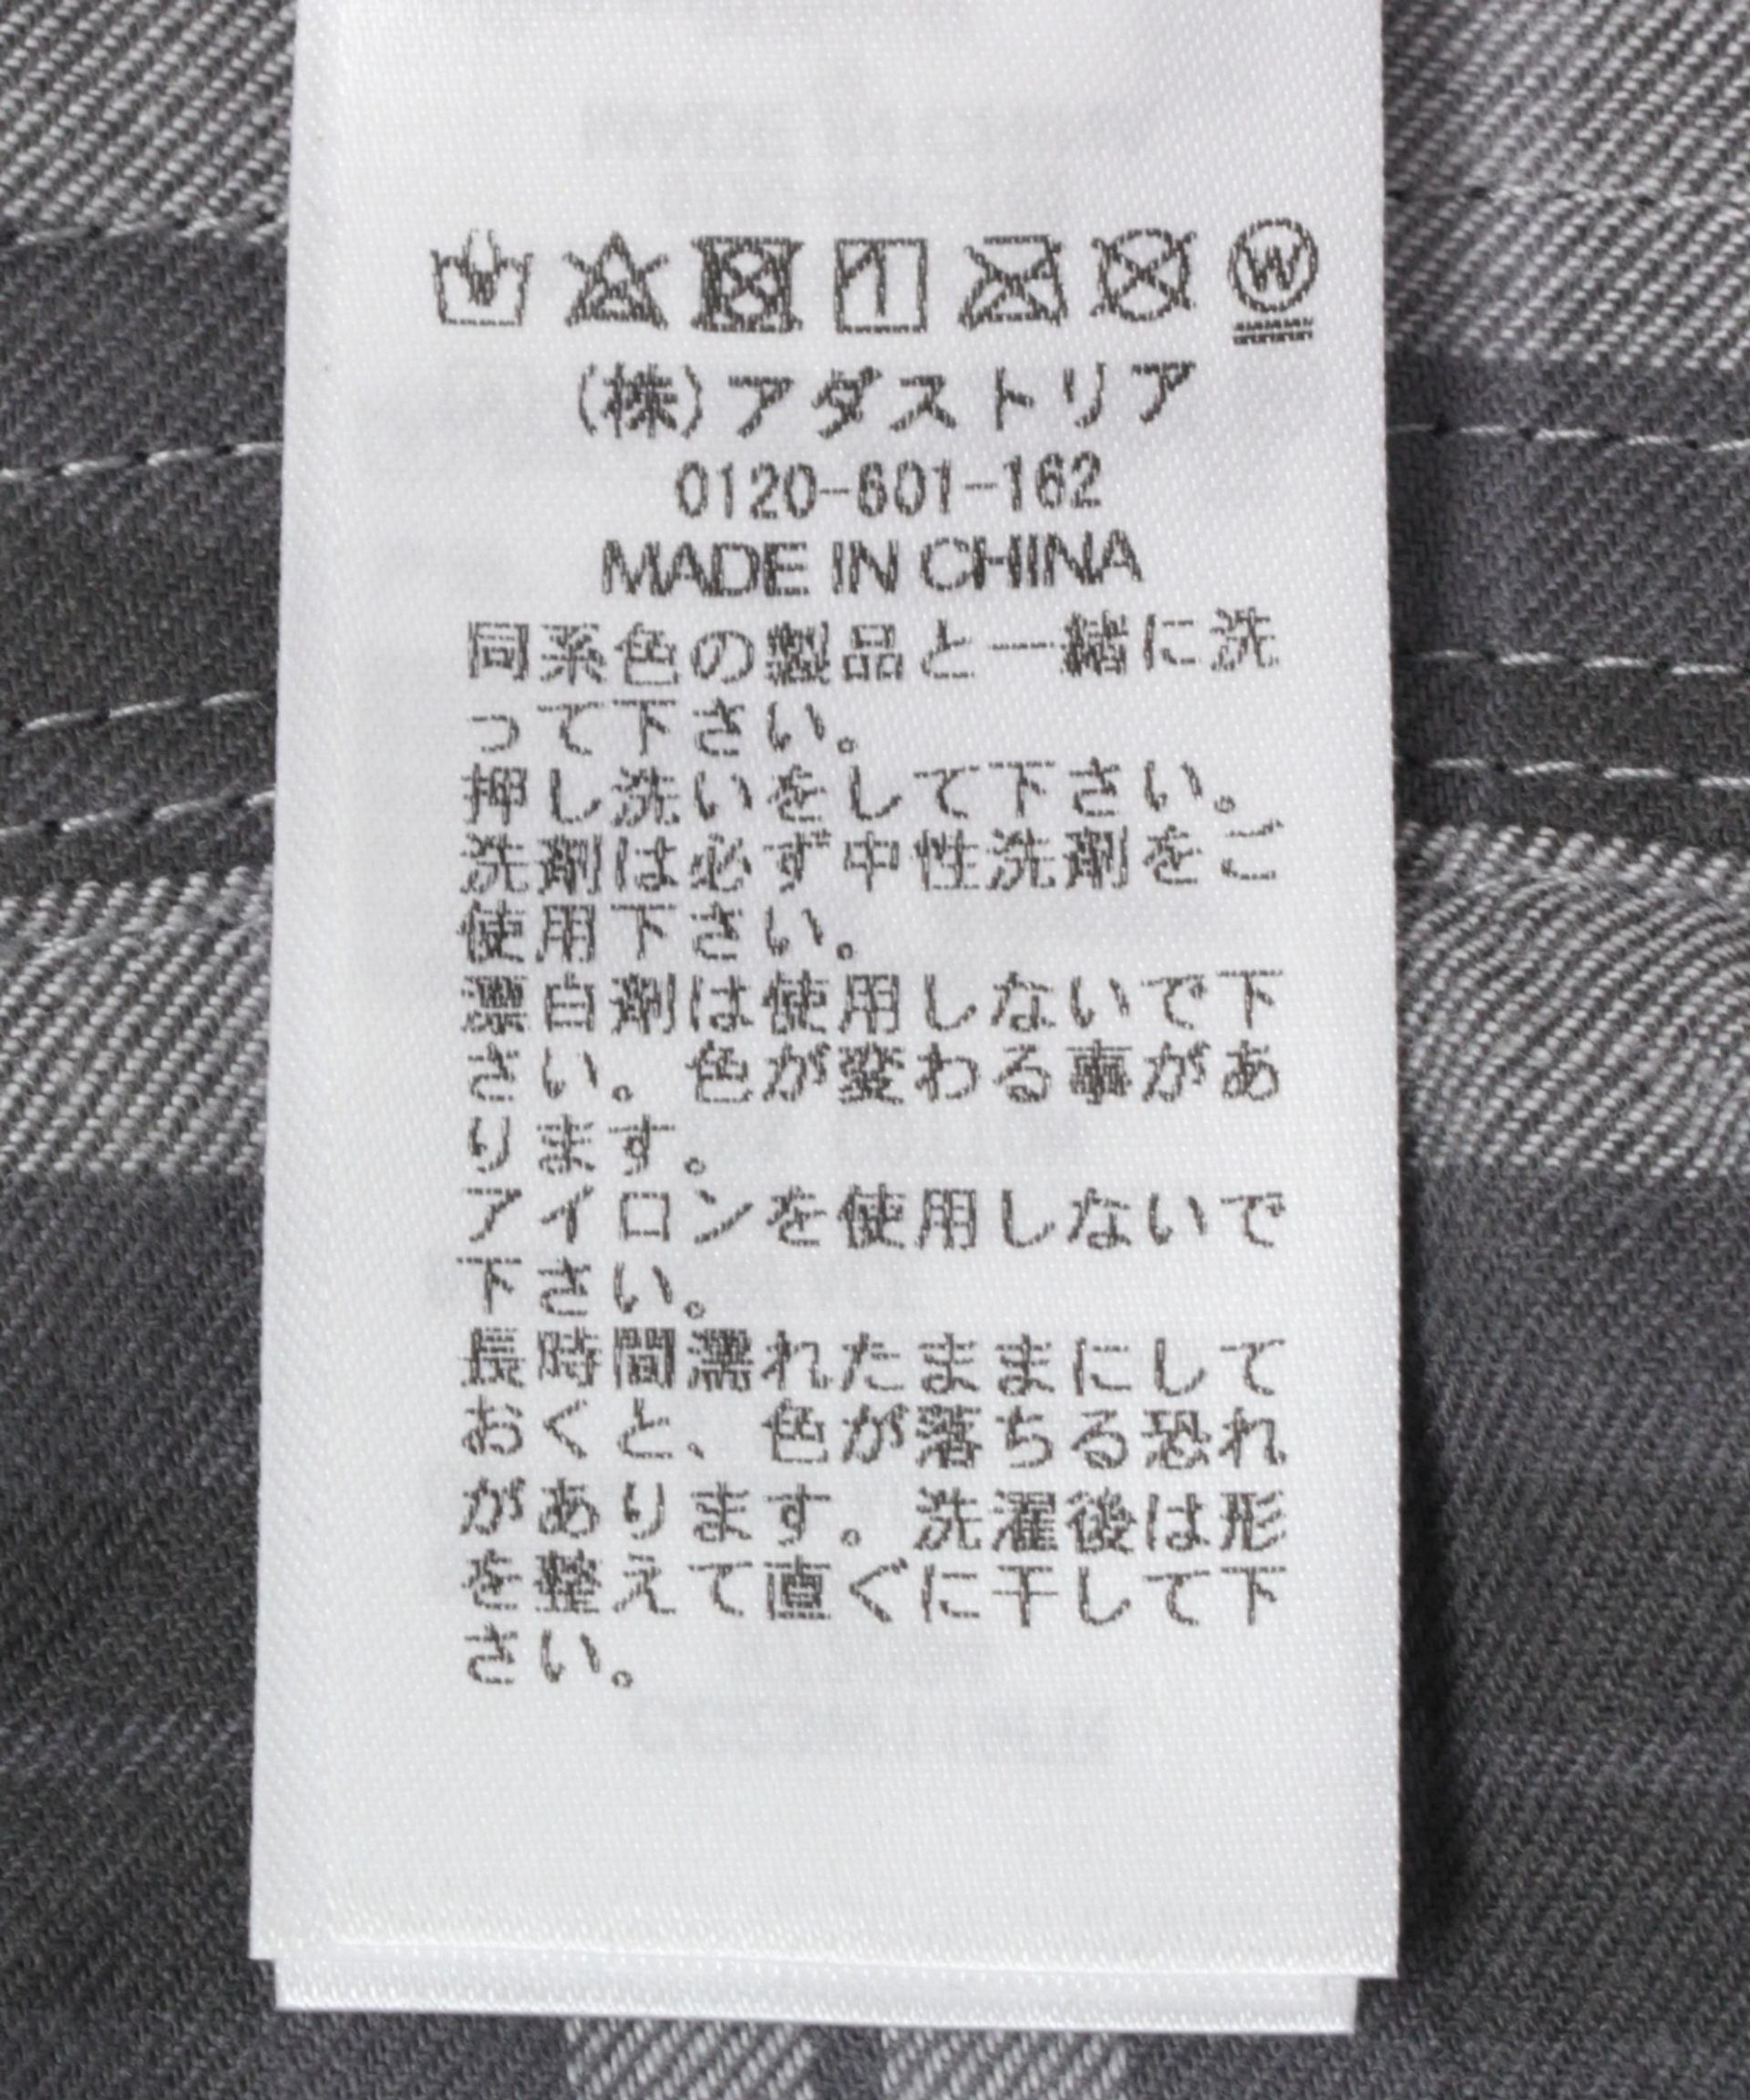 (株)アダストリア
0120-601-162
MADE IN CHINA
同系色の製品と一緒に洗
って下さい。
押し洗いをして下さい。
洗剤は必ず中性洗剤をご
使用下さい。
漂白剤は使用しないで下
さい。色が変わる事があ
ります。
アイロンを使用しないで
下さい。
長時間濡れたままにして
おくと、色が落ちる恐れ
があります。洗濯後は形
を整えて直ぐに干して下
さい。